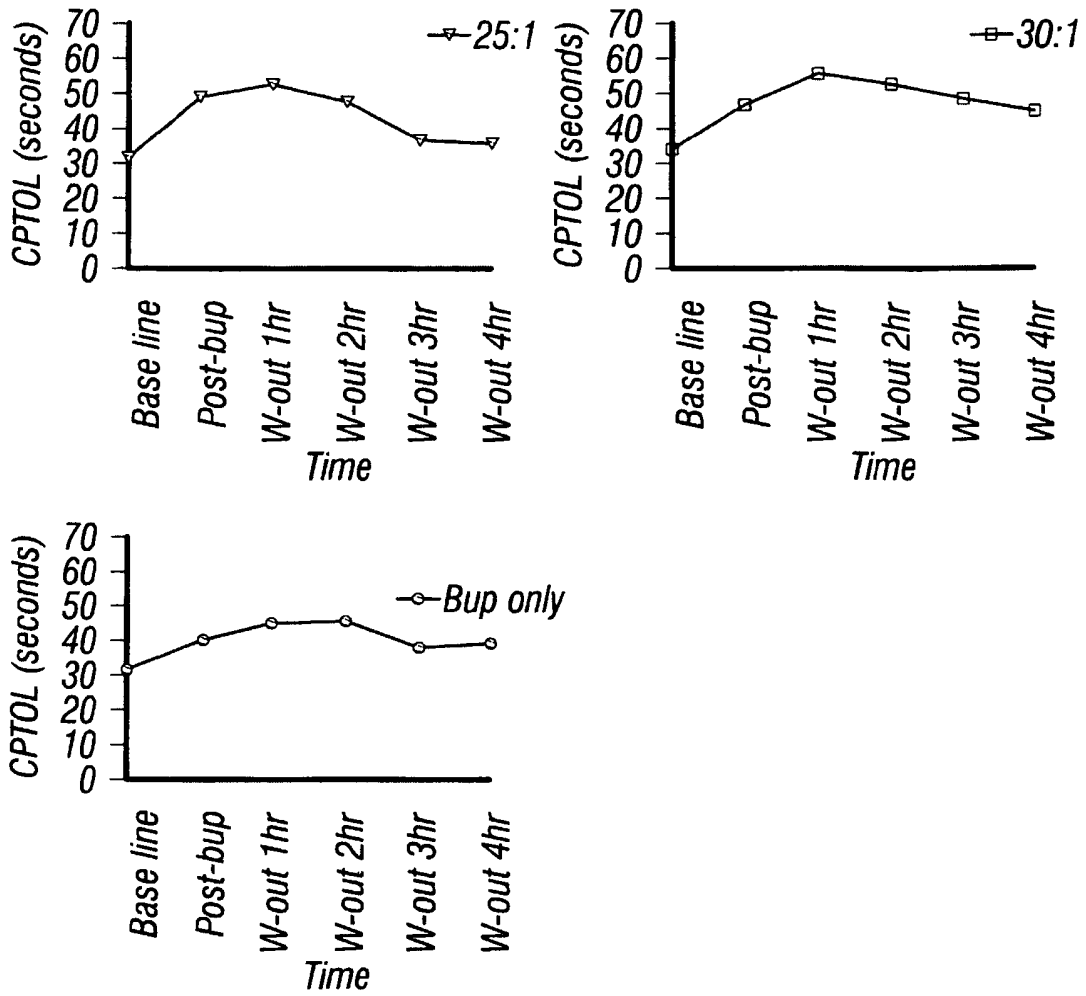 CPTOL (seconds)
70
60
50
40
30
20
10
0
25:1
Base line
Post-bup
W-out 1hr
W-out 2hr
W-out 3hr
W-out 4hr
Time
CPTOL (seconds)
70
60
50
40
30
20
10
0
30:1
Base line
Post-bup
W-out 1hr
W-out 2hr
W-out 3hr
W-out 4hr
Time
CPTOL (seconds)
70
60
50
40
30
20
10
0
Bup only
Base line
Post-bup
W-out 1hr
W-out 2hr
W-out 3hr
W-out 4hr
Time